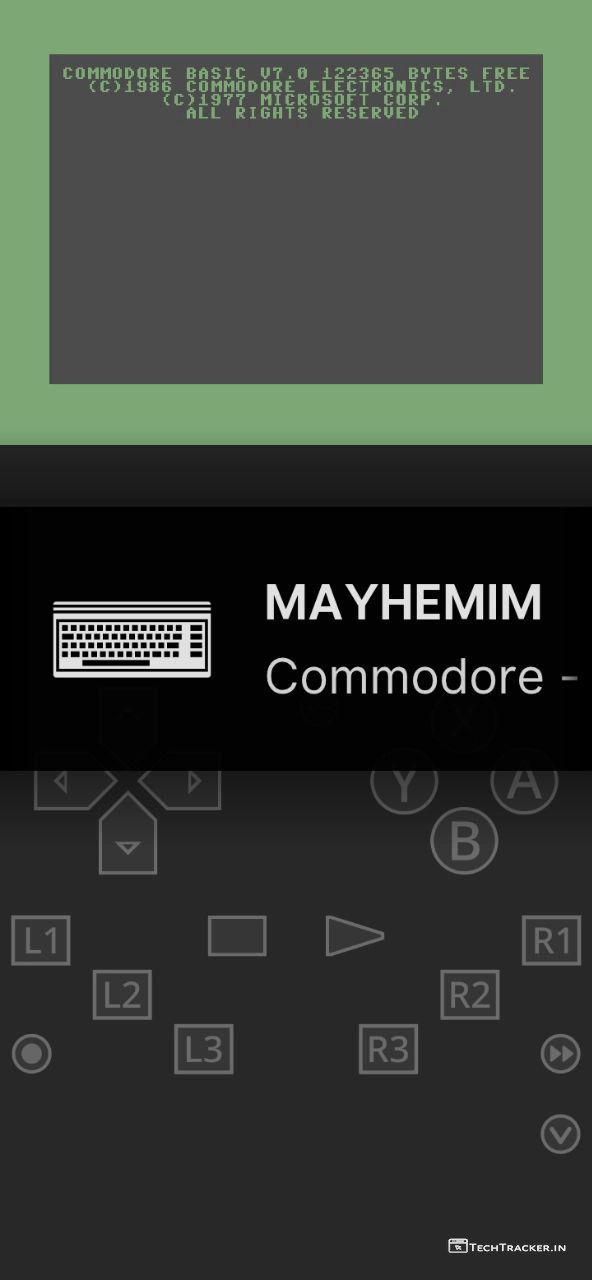 COMMODORE BASIC V7.0 122365 BYTES FREE
(C)1986 COMMODORE ELECTRONICS, LTD.
(C)1977 MICROSOFT CORP.
ALL RIGHTS RESERVED
MAYHEMIM
Commodore -
X
Y A
B
L1 R1
L2 R2
L3 R3
TECHTRACKER.IN